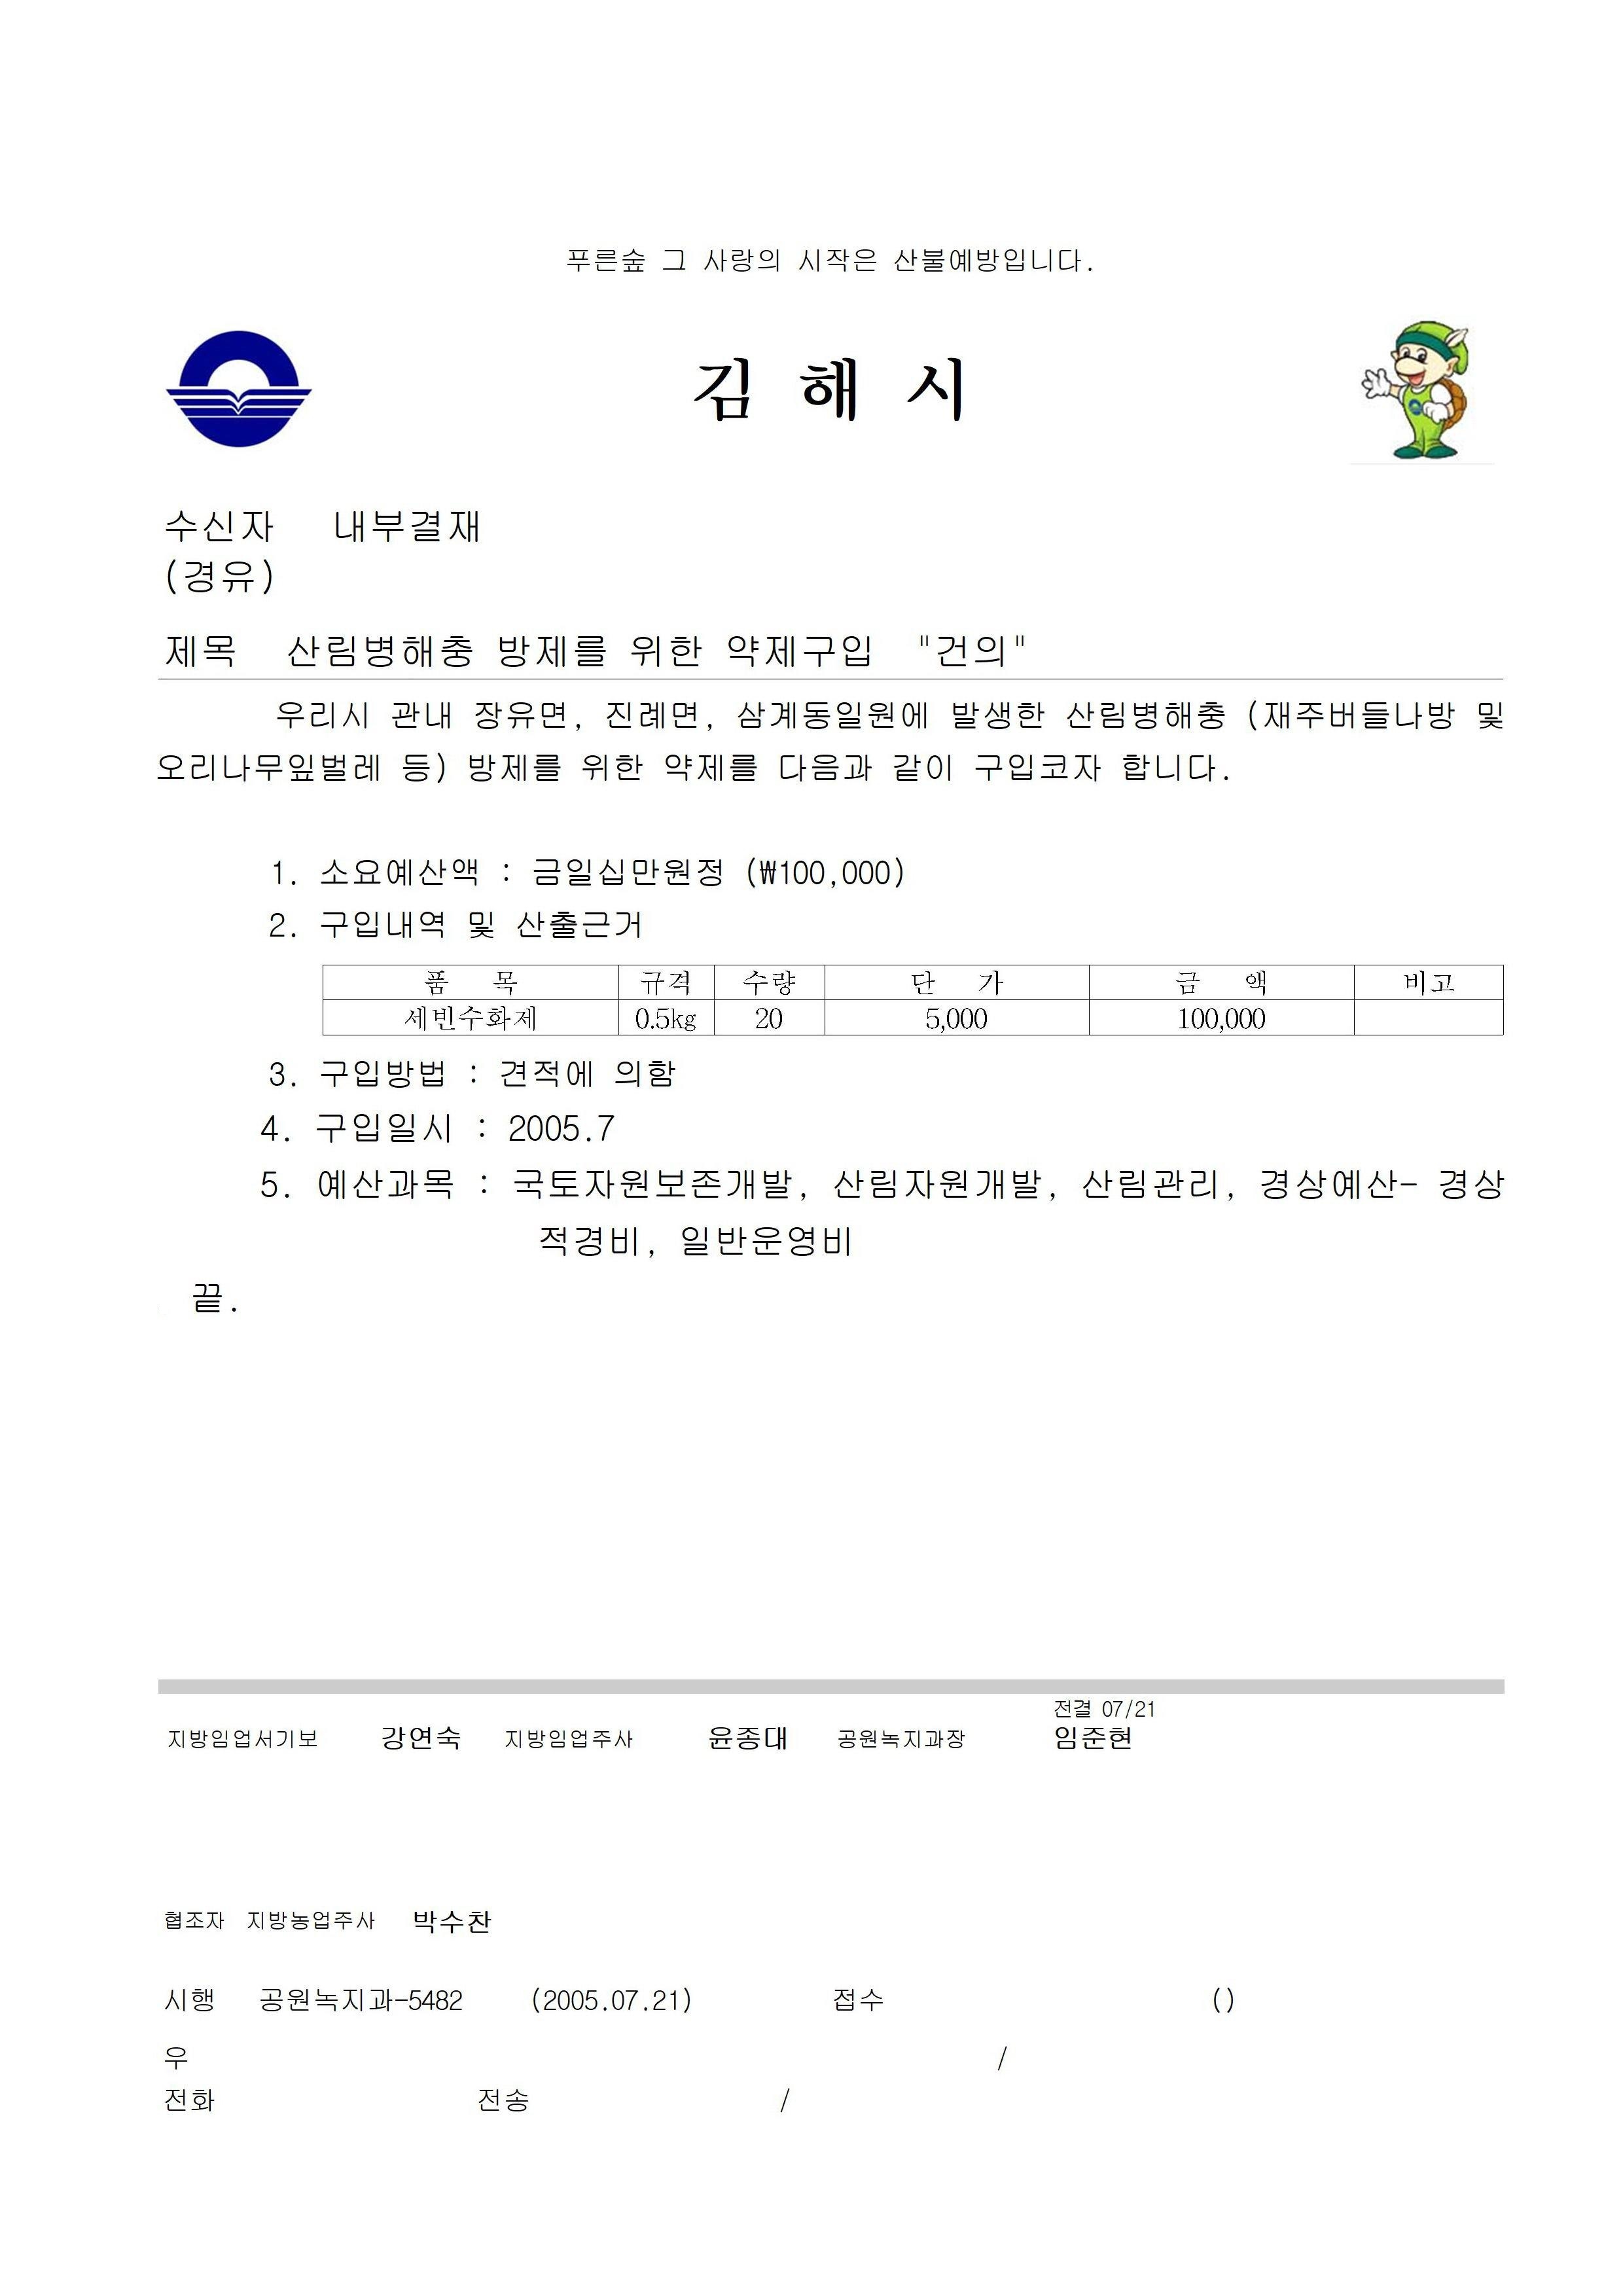 푸른숲 그 사랑의 시작은 산불예방입니다.
김 해 시
수신자 내부결재
(경유)
제목 산림병해충 방제를 위한 약제구입 "건의"
우리시 관내 장유면, 진례면, 삼계동일원에 발생한 산림병해충 (재주버들나방 및
오리나무잎벌레 등) 방제를 위한 약제를 다음과 같이 구입코자 합니다.
1. 소요예산액 : 금일십만원정 (₩100,000)
2. 구입내역 및 산출근거
품 목 규격 수량 단 가 금 액 비고
세빈수화제 0.5kg 20 5,000 100,000
3. 구입방법 : 견적에 의함
4. 구입일시 : 2005.7
5. 예산과목 : 국토자원보존개발, 산림자원개발, 산림관리, 경상예산- 경상
적경비, 일반운영비
끝.
전결 07/21
지방임업서기보 강연숙 지방임업주사 윤종대 공원녹지과장 임준현
협조자 지방농업주사 박수찬
시행 공원녹지과-5482 (2005.07.21) 접수 ()
우 /
전화 전송 /